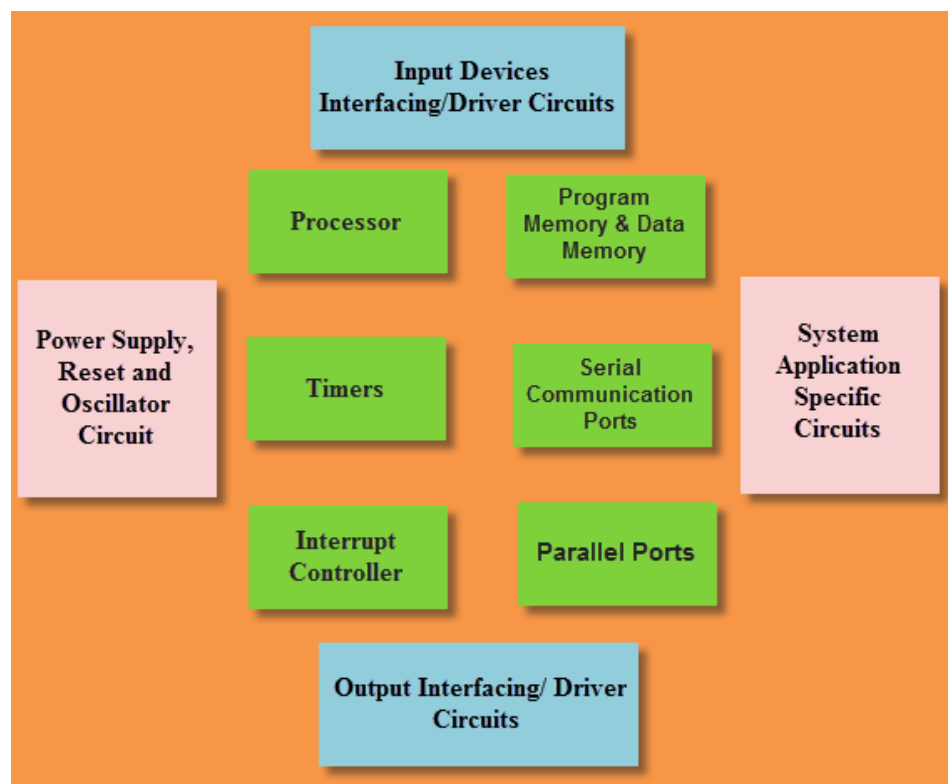 Input Devices
Interfacing/Driver Circuits
Processor
Program
Memory & Data
Memory
Power Supply,
Reset and
Oscillator
Circuit
Timers
Serial
Communication
Ports
System
Application
Specific
Circuits
Interrupt
Controller
Parallel Ports
Output Interfacing/ Driver
Circuits